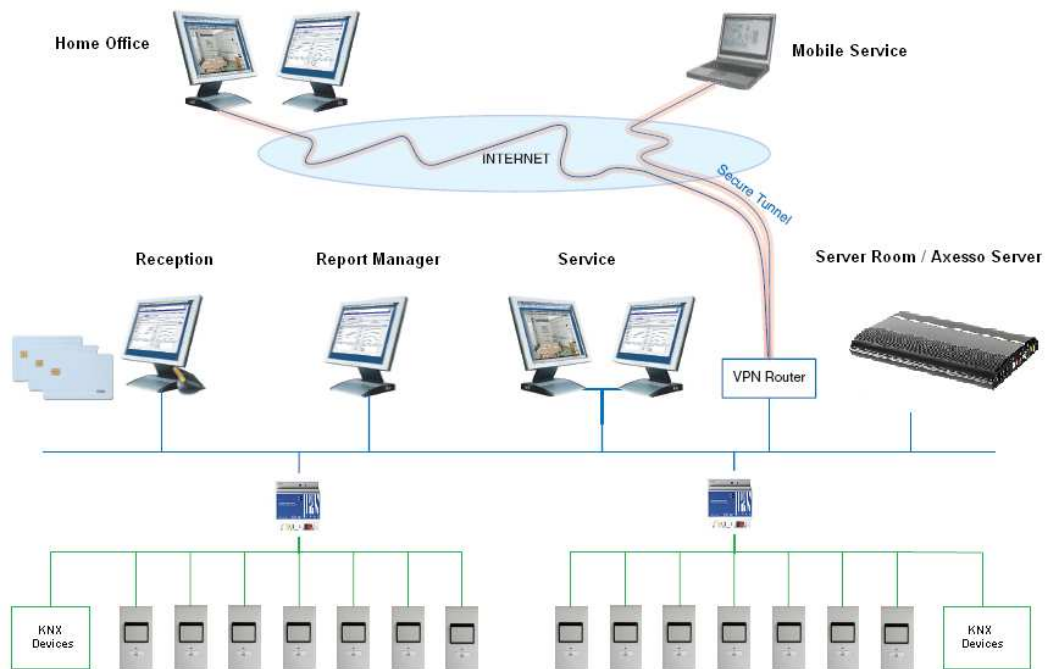 Home Office
Mobile Service
INTERNET
Secure Tunnel
Reception
Report Manager
Service
Server Room / Axesso Server
VPN Router
KNX
Devices
KNX
Devices